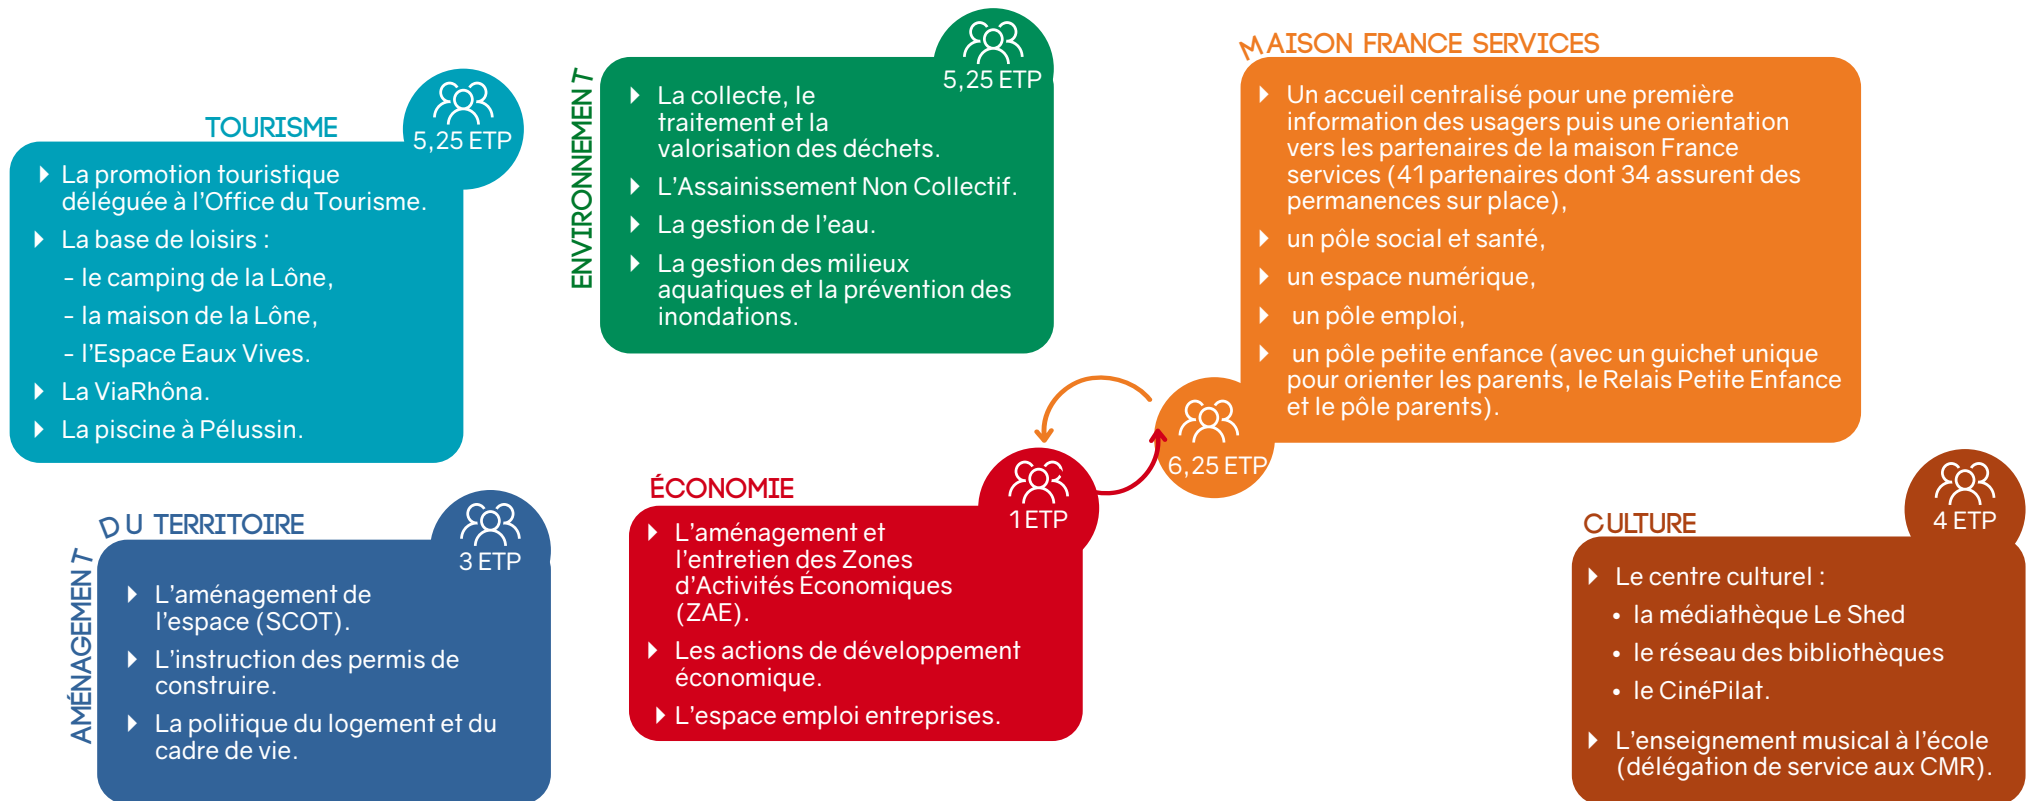 TOURISME
5,25 ETP
La promotion touristique
déléguée à l'Office du Tourisme.
La base de loisirs :
- le camping de la Lône,
- la maison de la Lône,
- l'Espace Eaux Vives.
La ViaRhôna.
La piscine à Pélussin.
ENVIRONNEMENT
5,25 ETP
La collecte, le
traitement et la
valorisation des déchets.
L'Assainissement Non Collectif.
La gestion de l'eau.
La gestion des milieux
aquatiques et la prévention des
inondations.
MAISON FRANCE SERVICES
Un accueil centralisé pour une première
information des usagers puis une orientation
vers les partenaires de la maison France
services (41 partenaires dont 34 assurent des
permanences sur place),
un pôle social et santé,
un espace numérique,
un pôle emploi,
un pôle petite enfance (avec un guichet unique
pour orienter les parents, le Relais Petite Enfance
et le pôle parents).
6,25 ETP
AMÉNAGEMENT
DU TERRITOIRE
3 ETP
L'aménagement de
l'espace (SCOT).
L'instruction des permis de
construire.
La politique du logement et du
cadre de vie.
ÉCONOMIE
1 ETP
L'aménagement et
l'entretien des Zones
d'Activités Économiques
(ZAE).
Les actions de développement
économique.
L'espace emploi entreprises.
CULTURE
4 ETP
Le centre culturel :
• la médiathèque Le Shed
• le réseau des bibliothèques
• le CinéPilat.
L'enseignement musical à l'école
(délégation de service aux CMR).